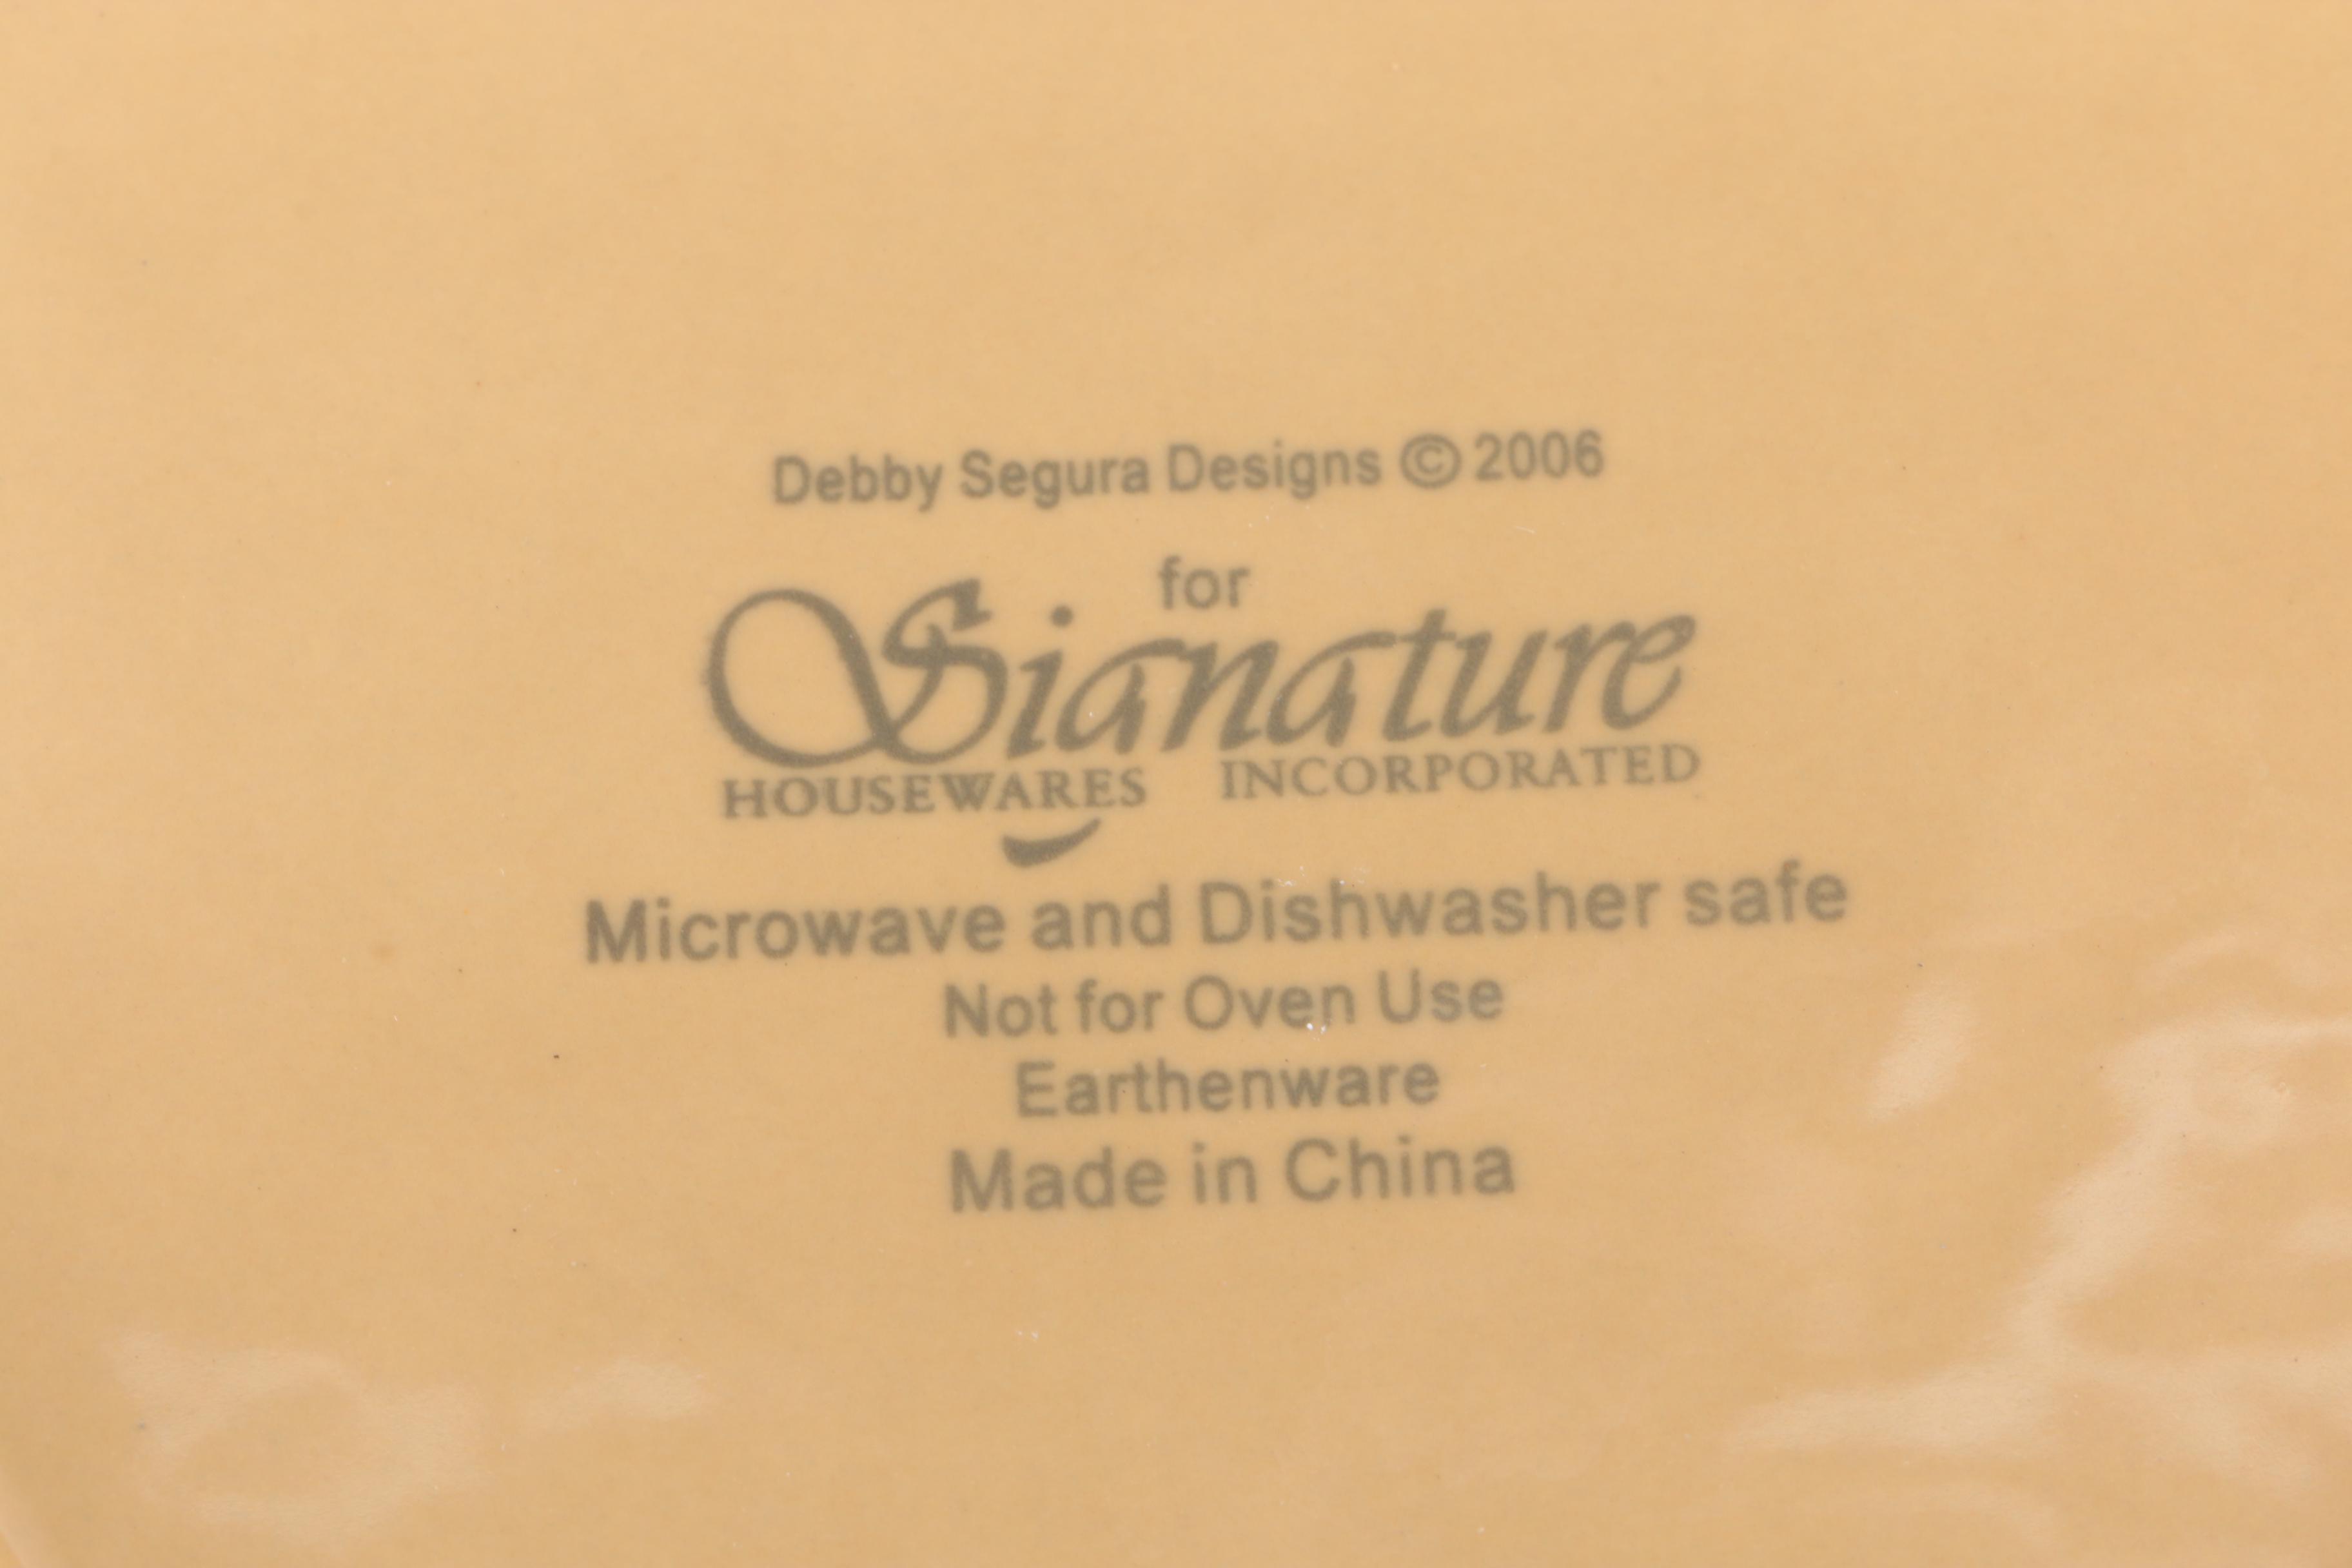 Debby Segura Designs © 2006
for
Signature
HOUSEWARES INCORPORATED
Microwave and Dishwasher safe
Not for Oven Use
Earthenware
Made in China